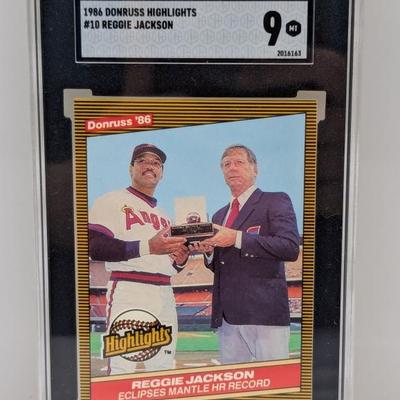 1986 DONRUSS HIGHLIGHTS
#10 REGGIE JACKSON
9 MT
2016163
Donruss '86
Angels
Highlights
TM
REGGIE JACKSON
ECLIPSES MANTLE HR RECORD